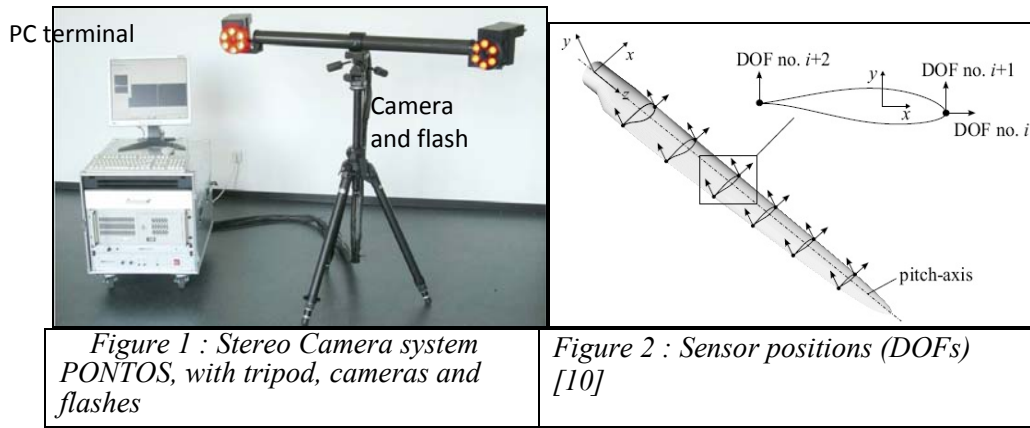 PC terminal
Camera
and flash
Figure 1 : Stereo Camera system
PONTOS, with tripod, cameras and
flashes
y
x
z
DOF no. i+2
y
x
DOF no. i+1
DOF no. i
pitch-axis
Figure 2 : Sensor positions (DOFs)
[10]